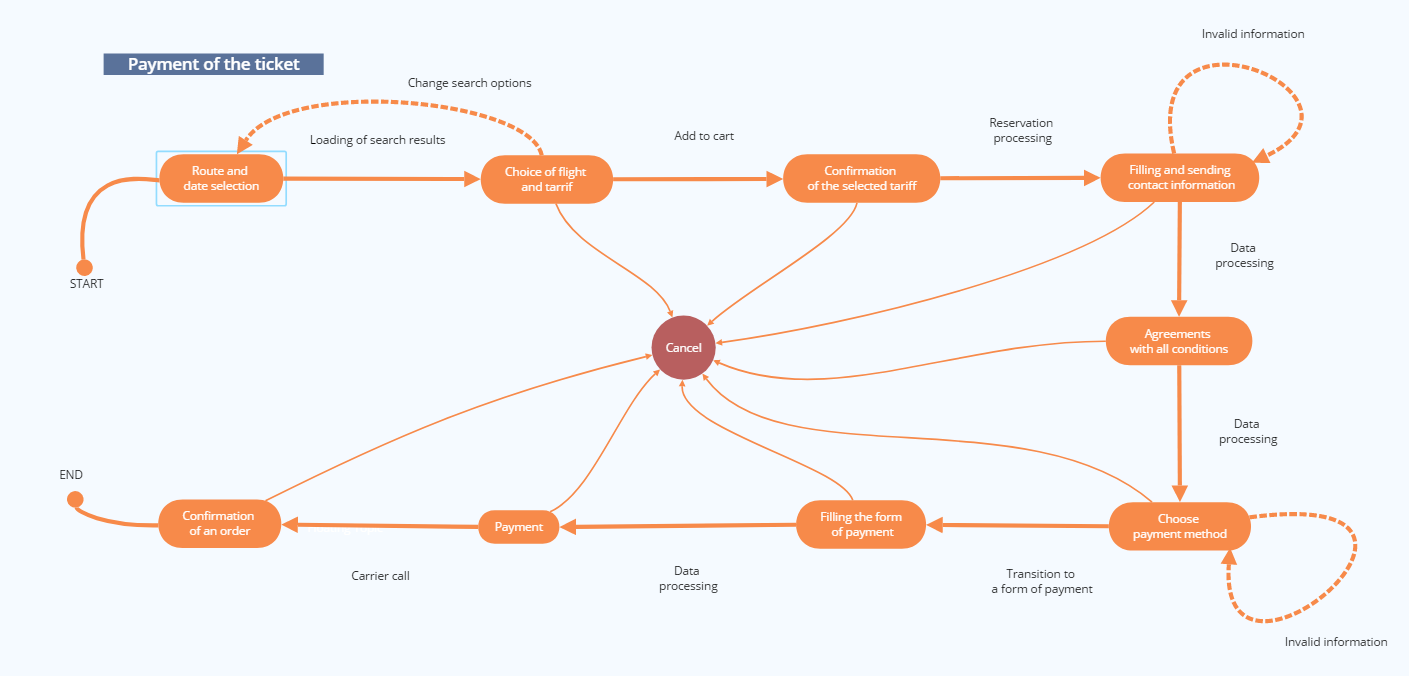 Invalid information
Payment of the ticket
Change search options
Loading of search results
Add to cart
Reservation
processing
Route and
date selection
Choice of flight
and tarrif
Confirmation
of the selected tariff
Filling and sending
contact information
Data
processing
START
Cancel
Agreements
with all conditions
Data
processing
END
Confirmation
of an order
Payment
Filling the form
of payment
Choose
payment method
Carrier call
Data
processing
Transition to
a form of payment
Invalid information